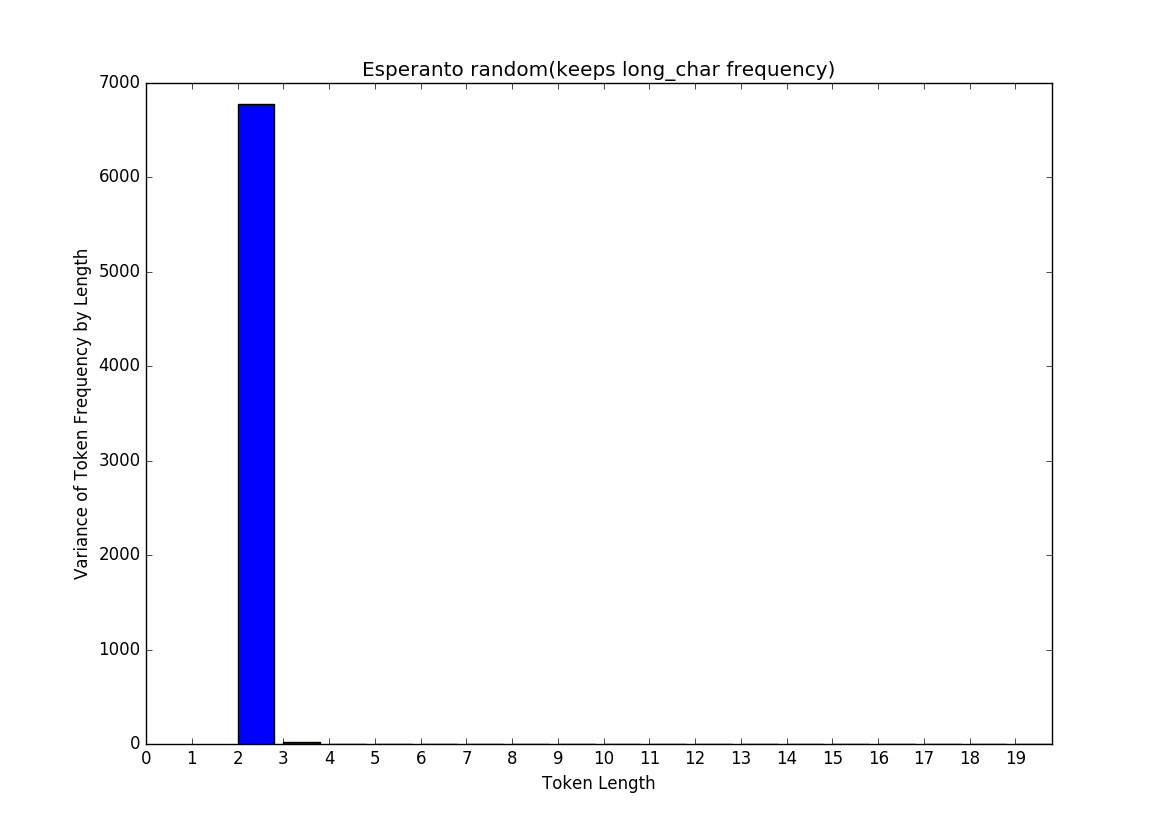 Esperanto random(keeps long_char frequency)
7000
6000
5000
4000
3000
2000
1000
0
Variance of Token Frequency by Length
0 1 2 3 4 5 6 7 8 9 10 11 12 13 14 15 16 17 18 19
Token Length